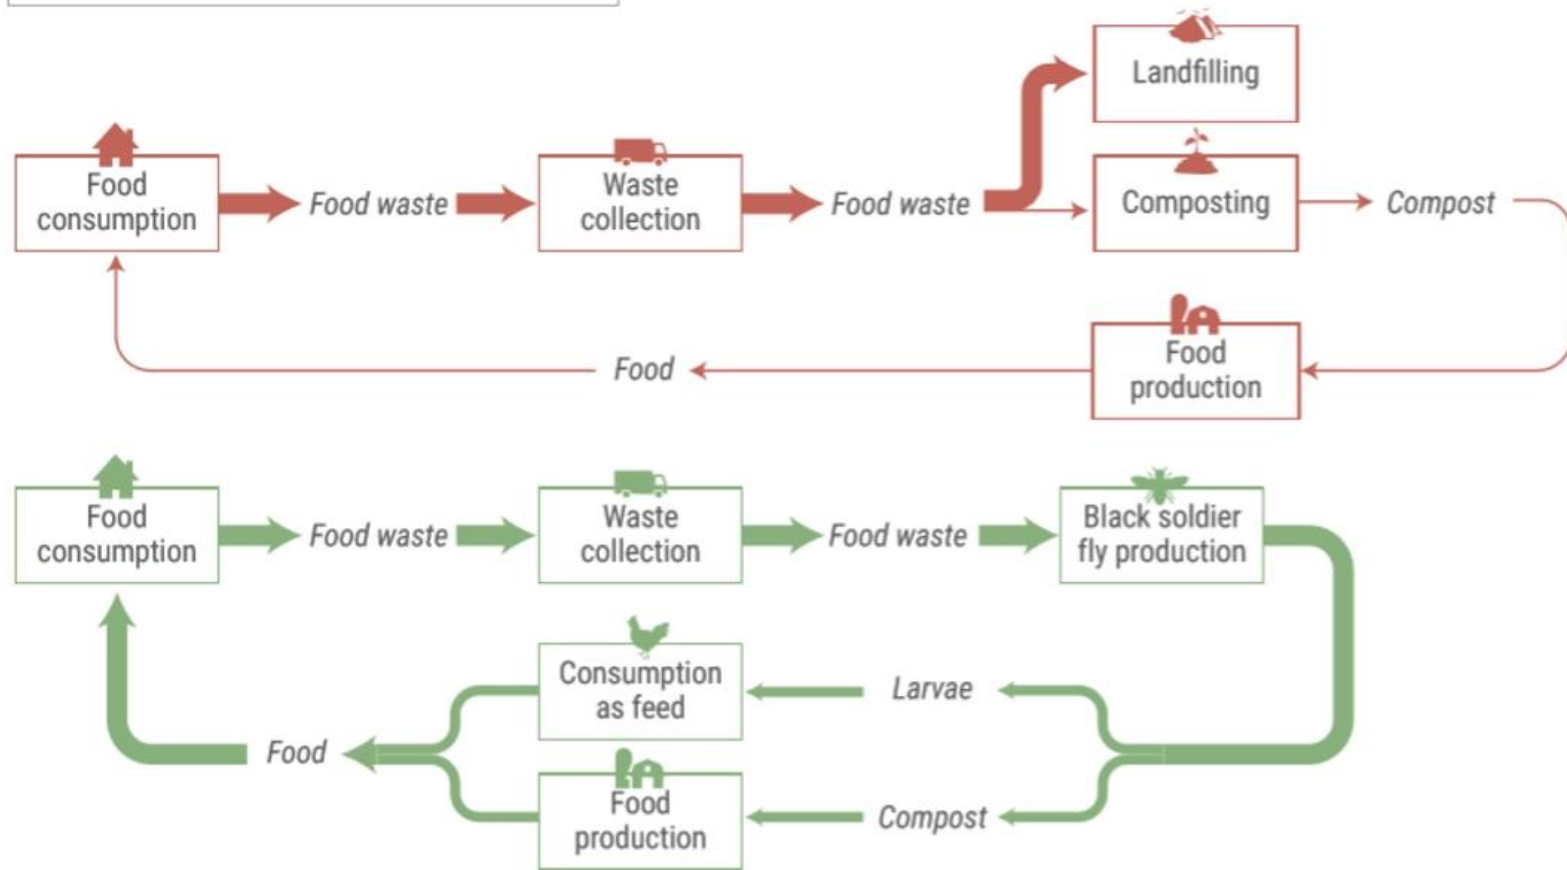 Landfilling
Food
consumption
Food waste
Waste
collection
Food waste
Composting
Compost
Food
Food
production
Food
consumption
Food waste
Waste
collection
Food waste
Black soldier
fly production
Consumption
as feed
Larvae
Food
Food
production
Compost